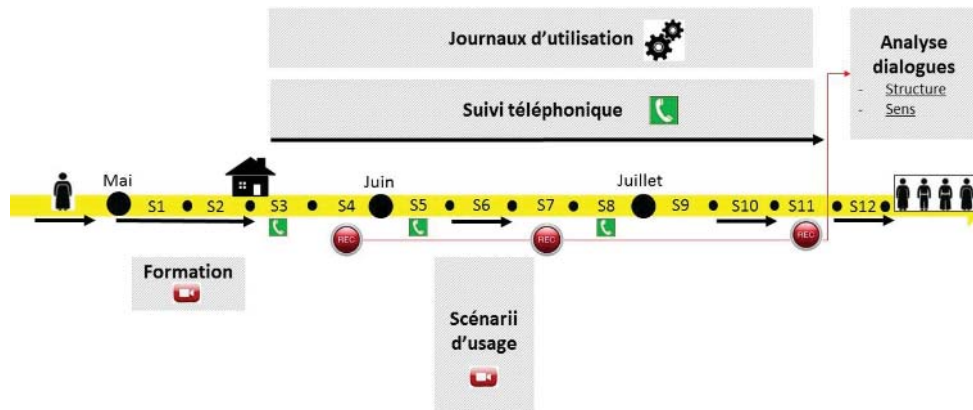 Journaux d'utilisation
Analyse
dialogues
- Structure
- Sens
Suivi téléphonique
Mai
Juin
Juillet
S1 S2 S3 S4 S5 S6 S7 S8 S9 S10 S11 S12
REC REC REC
Formation
Scénarii
d'usage